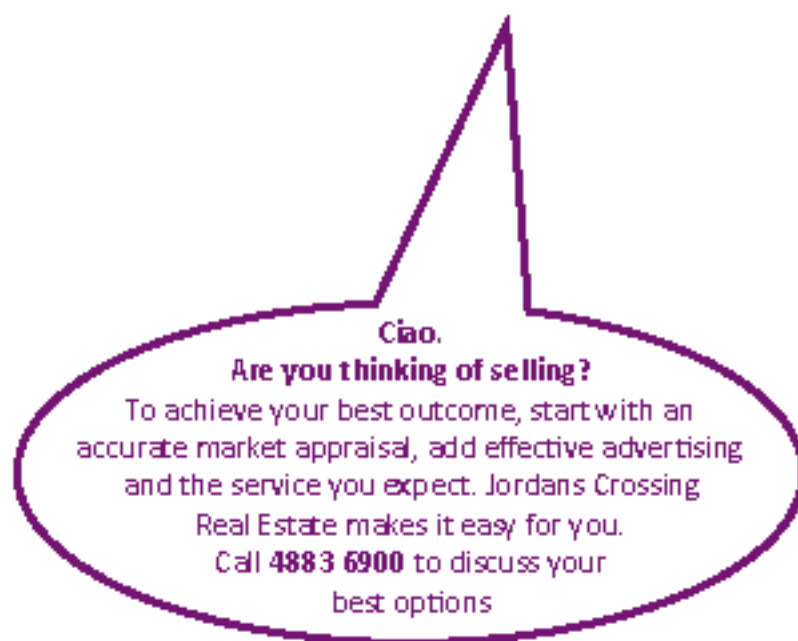 Ciao.
Are you thinking of selling?
To achieve your best outcome, start with an
accurate market appraisal, add effective advertising
and the service you expect. Jordans Crossing
Real Estate makes it easy for you.
Call 4883 6900 to discuss your
best options